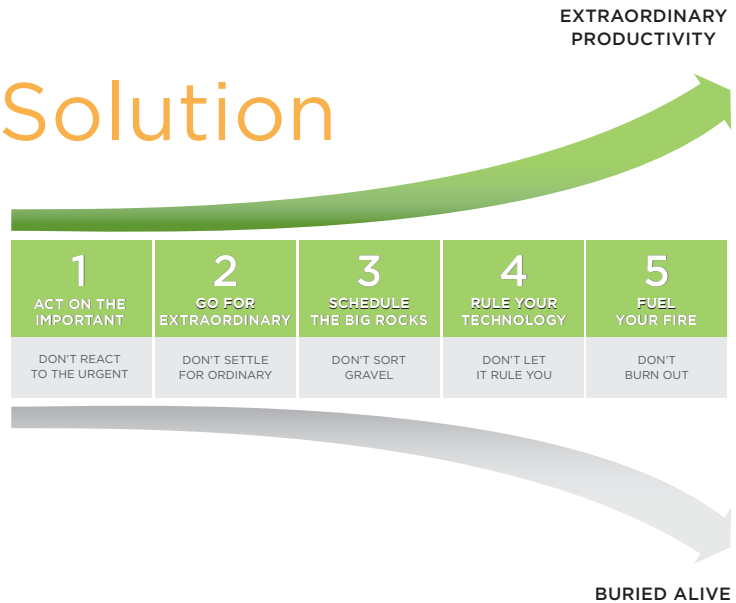 EXTRAORDINARY
PRODUCTIVITY
Solution
1
ACT ON THE
IMPORTANT
DON'T REACT
TO THE URGENT
2
GO FOR
EXTRAORDINARY
DON'T SETTLE
FOR ORDINARY
3
SCHEDULE
THE BIG ROCKS
DON'T SORT
GRAVEL
4
RULE YOUR
TECHNOLOGY
DON'T LET
IT RULE YOU
5
FUEL
YOUR FIRE
DON'T
BURN OUT
BURIED ALIVE